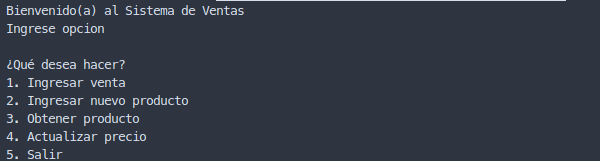 Bienvenido(a) al Sistema de Ventas
Ingrese opcion
¿Qué desea hacer?
1. Ingresar venta
2. Ingresar nuevo producto
3. Obtener producto
4. Actualizar precio
5. Salir